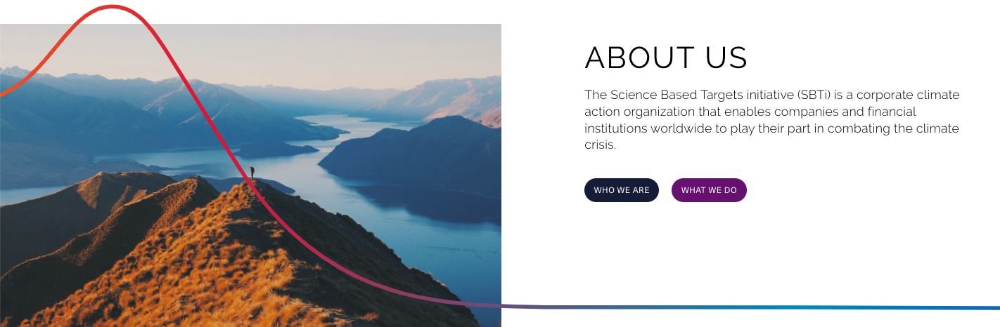 ABOUT US
The Science Based Targets initiative (SBTi) is a corporate climate
action organization that enables companies and financial
institutions worldwide to play their part in combating the climate
crisis.
WHO WE ARE
WHAT WE DO